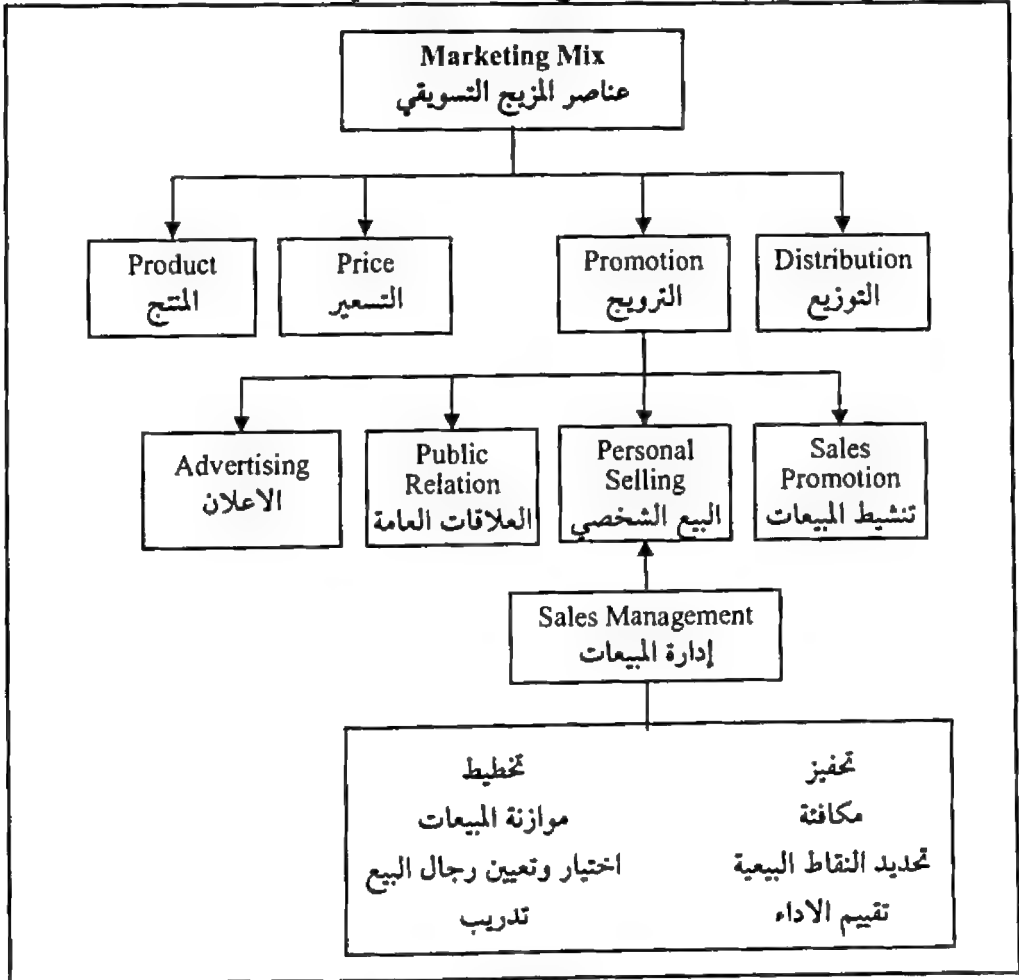 Marketing Mix
عناصر المزيج التسويقي
Product
المنتج
Price
التسعير
Promotion
الترويج
Distribution
التوزيع
Advertising
الاعلان
Public
Relation
العلاقات العامة
Personal
Selling
البيع الشخصي
Sales
Promotion
تنشيط المبيعات
Sales Management
إدارة المبيعات
تحفيز
تخطيط
مكافئة
موازنة المبيعات
تحديد النقاط البيعية
اختيار وتعيين رجال البيع
تقييم الاداء
تدريب